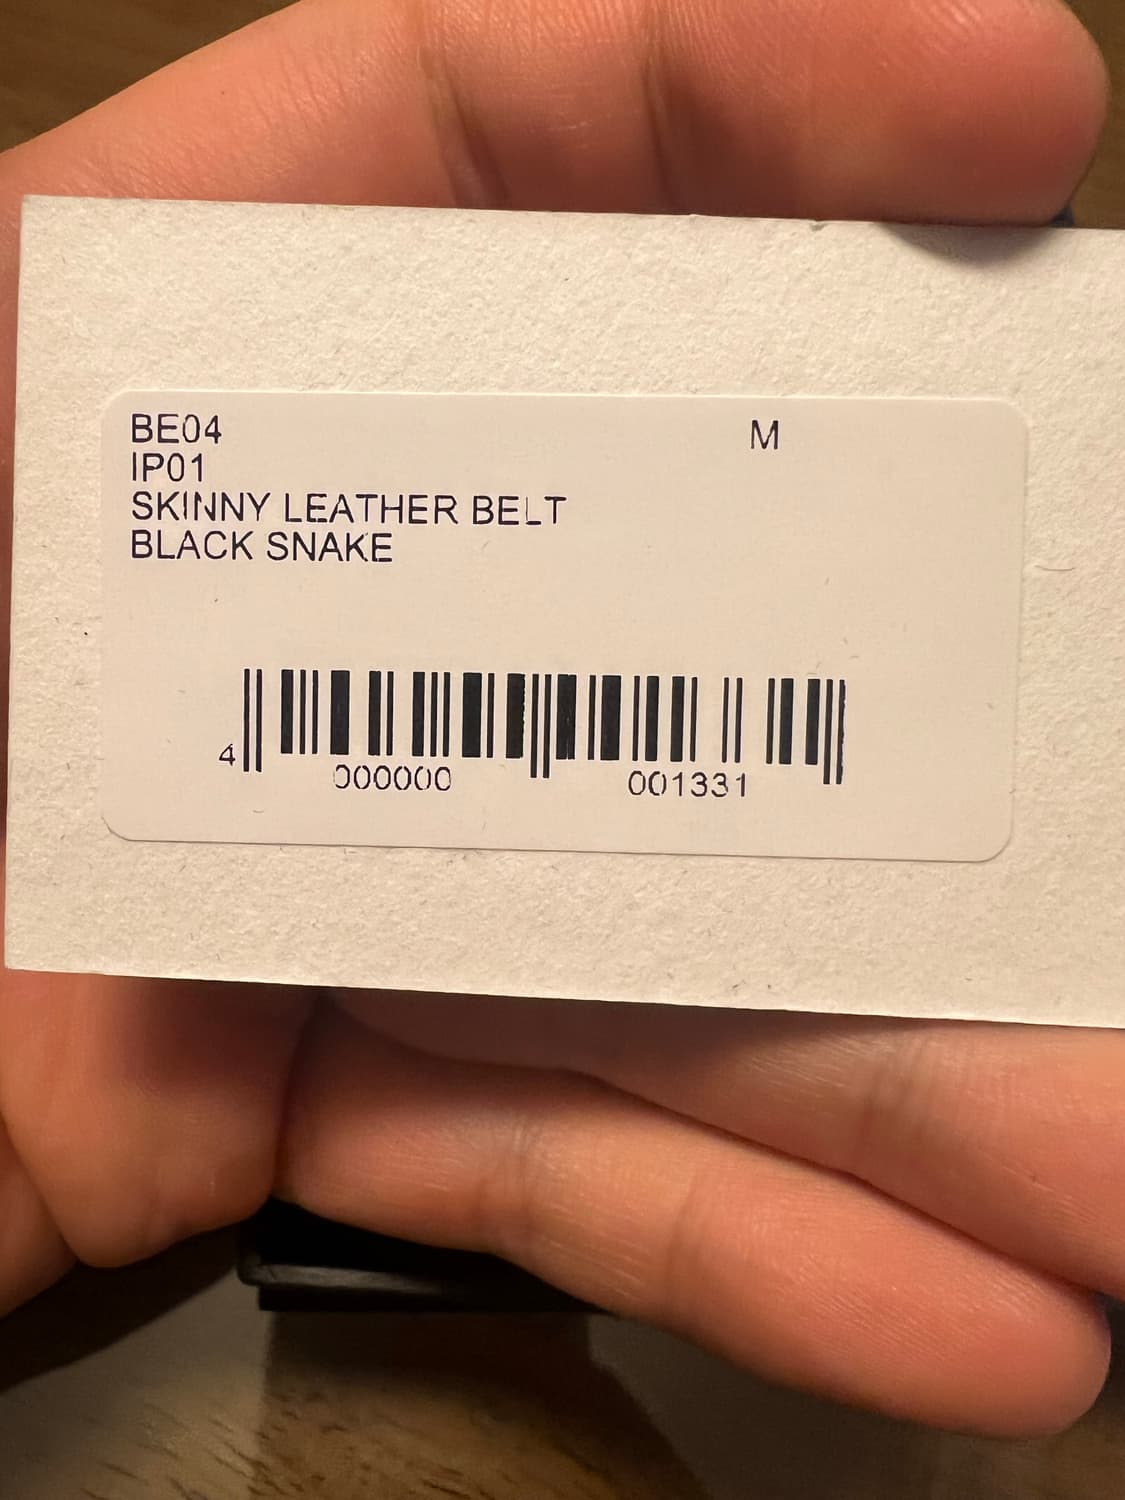 BE04 M
IP01
SKINNY LEATHER BELT
BLACK SNAKE
4 000000 001331